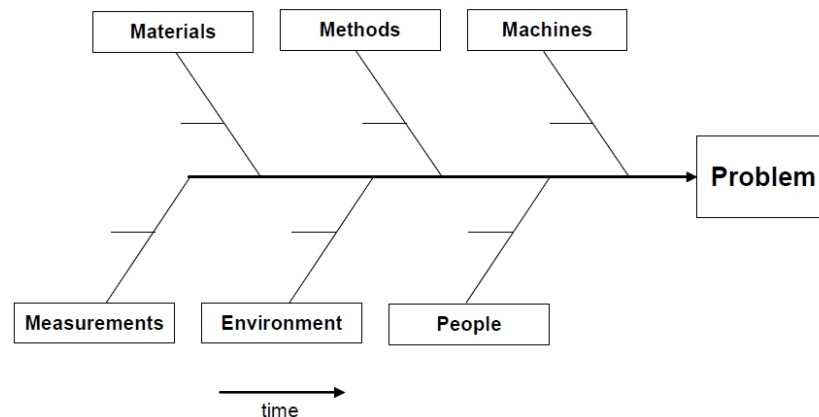 Materials
Methods
Machines
Problem
Measurements
Environment
People
time